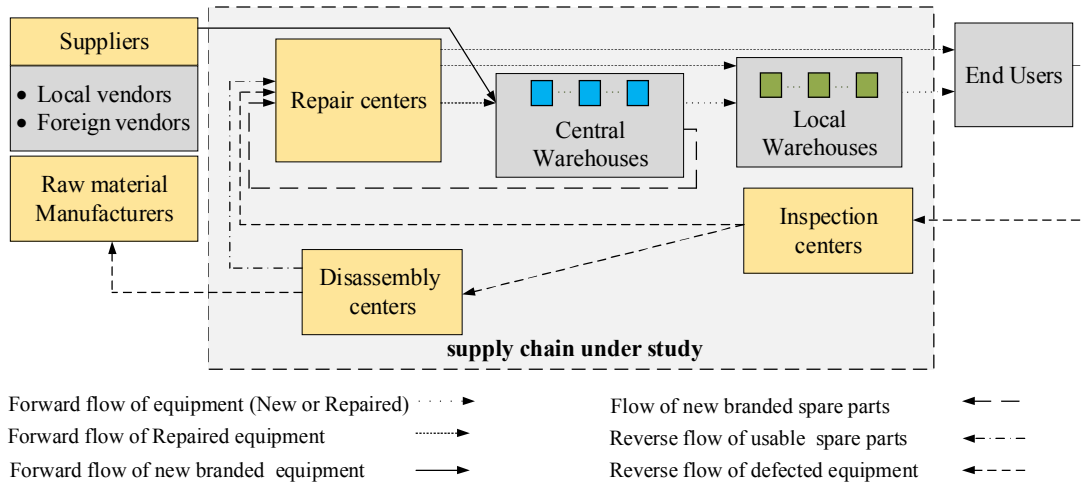 Suppliers
• Local vendors
• Foreign vendors
Raw material
Manufacturers
Repair centers
Central
Warehouses
Local
Warehouses
End Users
Inspection
centers
Disassembly
centers
supply chain under study
Forward flow of equipment (New or Repaired)
Forward flow of Repaired equipment
Forward flow of new branded equipment
Flow of new branded spare parts
Reverse flow of usable spare parts
Reverse flow of defected equipment